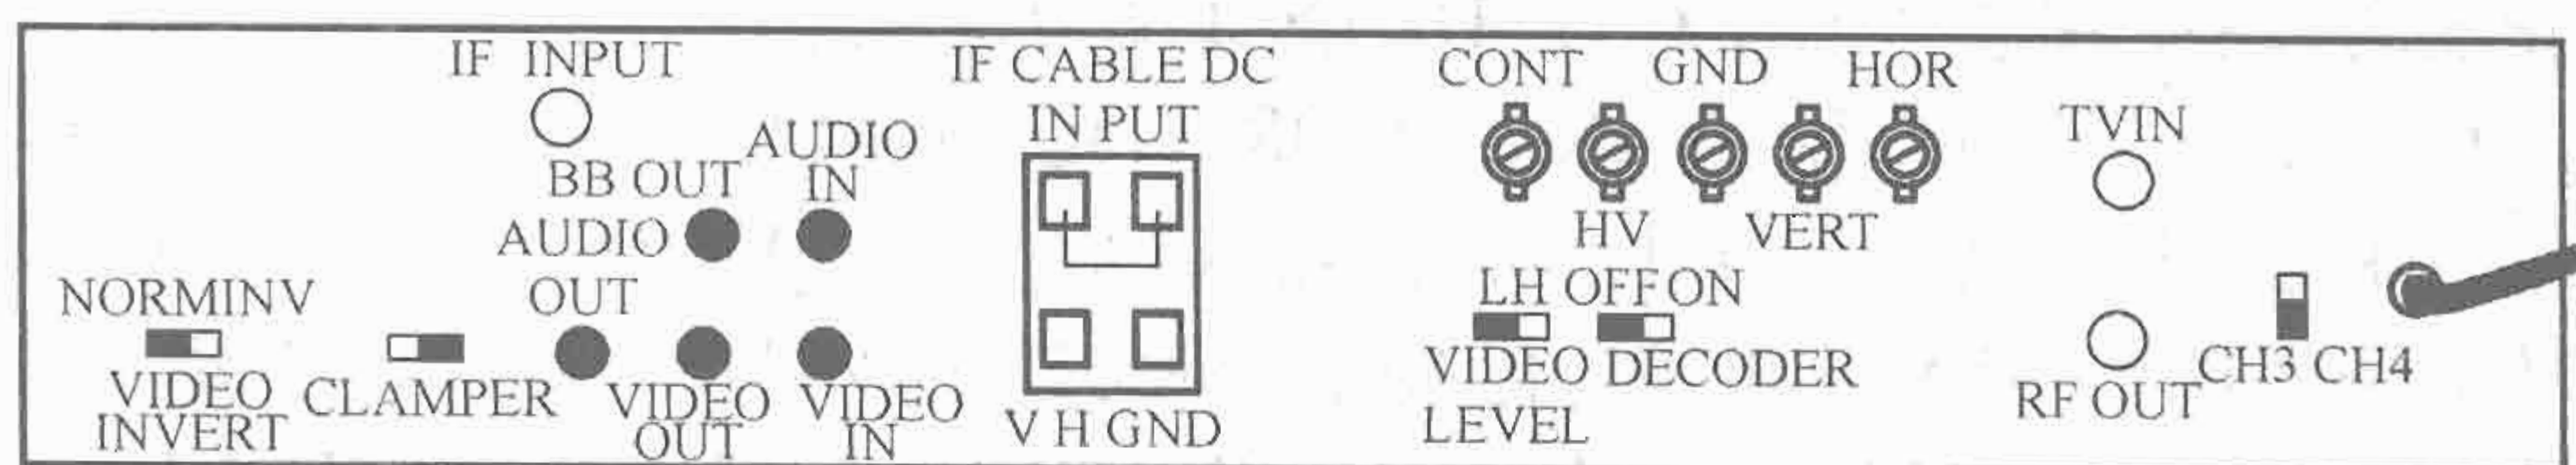 IF INPUT
BB OUT
AUDIO
IN
AUDIO
OUT
NORMINV
VIDEO
INVERT
CLAMPER
VIDEO
OUT
VIDEO
IN
IF CABLE DC
IN PUT
V H GND
CONT GND HOR
HV VERT
LH OFF ON
VIDEO DECODER
LEVEL
TVIN
RF OUT
CH3 CH4